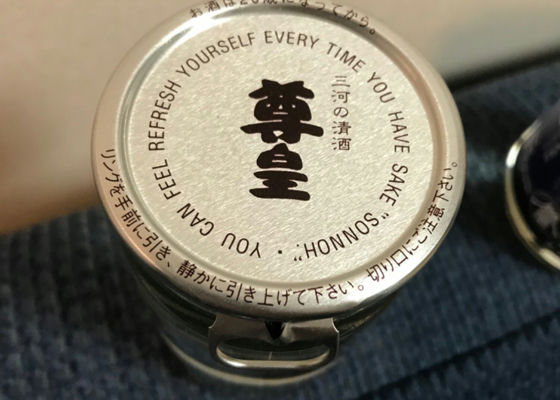 お酒は20歳になってから。
YOU CAN FEEL REFRESH YOURSELF EVERY TIME YOU HAVE SAKE "SONNOH".
三河の清酒
尊皇
リングを手前に引き、静かに引き上げて下さい。切り口にご注意下さい。